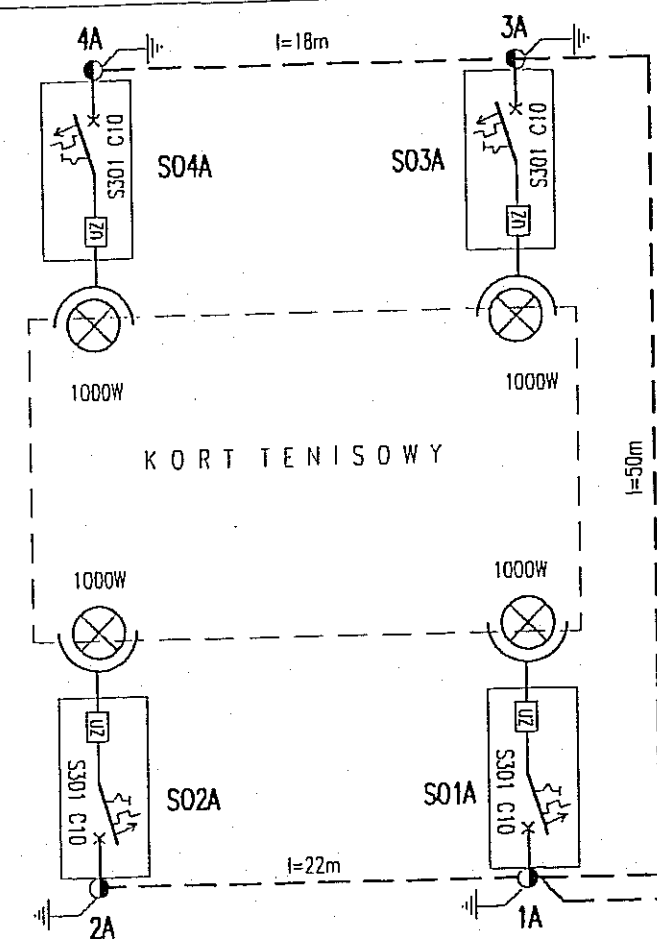 4A
l=18m
3A
S301 C10
SO4A
SO3A
S301 C10
UZ
UZ
1000W
1000W
KORT TENISOWY
l=50m
1000W
1000W
UZ
UZ
S301 C10
SO2A
SO1A
S301 C10
l=22m
2A
1A